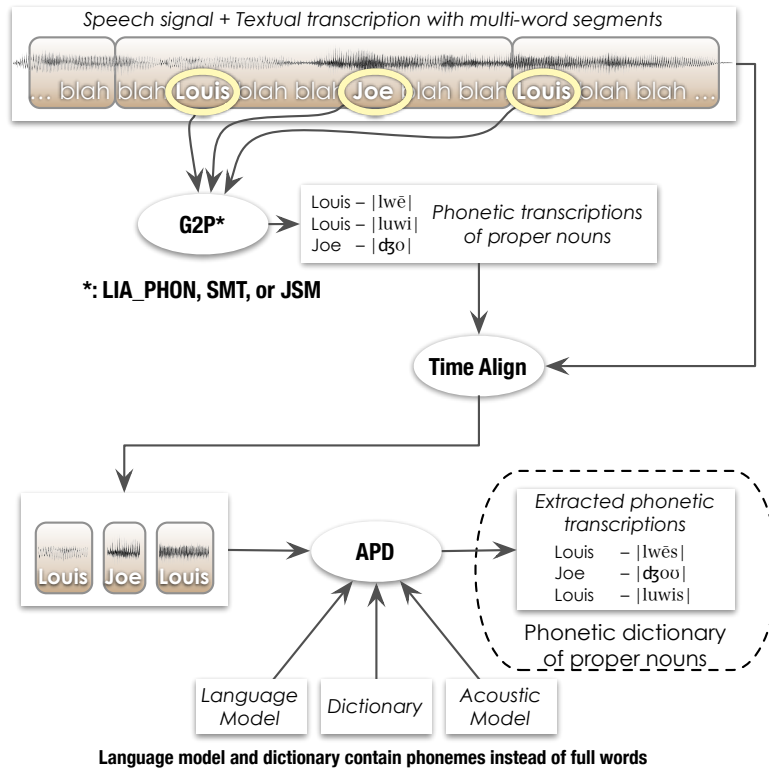 Speech signal + Textual transcription with multi-word segments
... blah blah Louis blah blah Joe blah blah Louis blah blah ...
G2P*
Louis – |lwē|
Louis – |luwi|
Joe – |ʤo|
Phonetic transcriptions
of proper nouns
*: LIA_PHON, SMT, or JSM
Time Align
Louis Joe Louis
APD
Extracted phonetic
transcriptions
Louis – |lwēs|
Joe – |ʤoʊ|
Louis – |luwis|
Phonetic dictionary
of proper nouns
Language
Model
Dictionary
Acoustic
Model
Language model and dictionary contain phonemes instead of full words